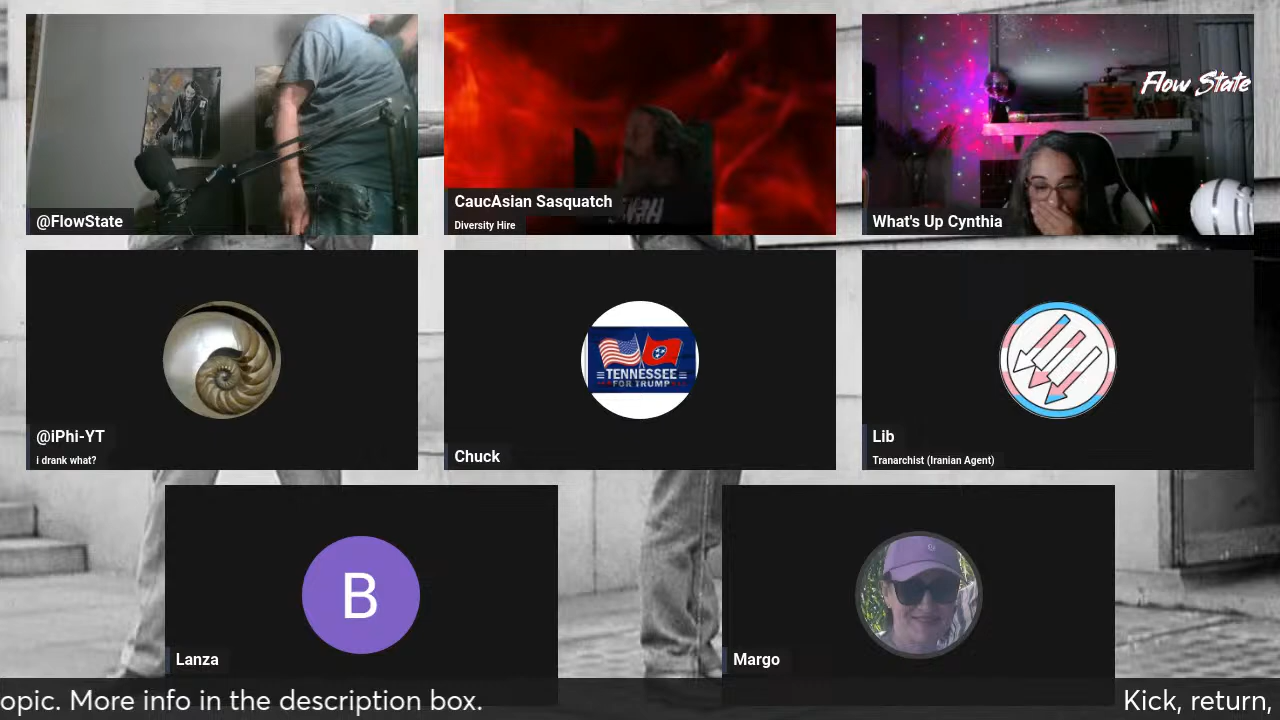 Flow State
@FlowState
CaucAsian Sasquatch
Diversity Hire
What's Up Cynthia
TENNESSEE
FOR TRUMP
@iPhi-YT
i drank what?
Chuck
Lib
Tranarchist (Iranian Agent)
B
Lanza
Margo
opic. More info in the description box.
Kick, return,